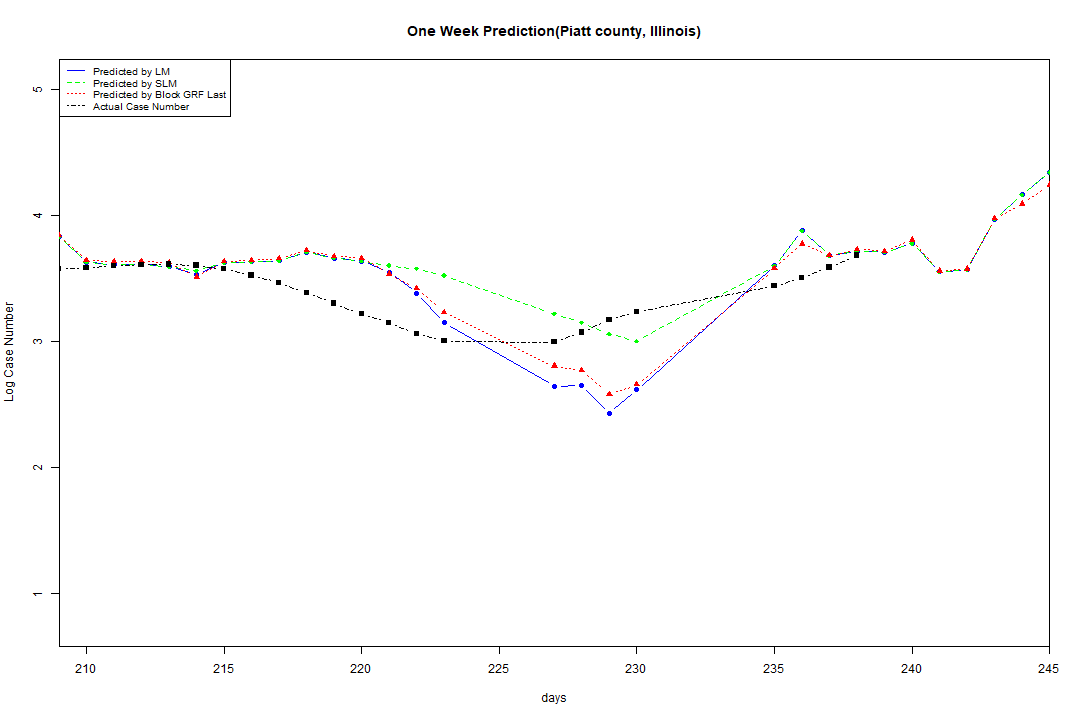 One Week Prediction(Piatt county, Illinois)
Predicted by LM
Predicted by SLM
Predicted by Block GRF Last
Actual Case Number
5
4
3
2
1
Log Case Number
210 215 220 225 230 235 240 245
days